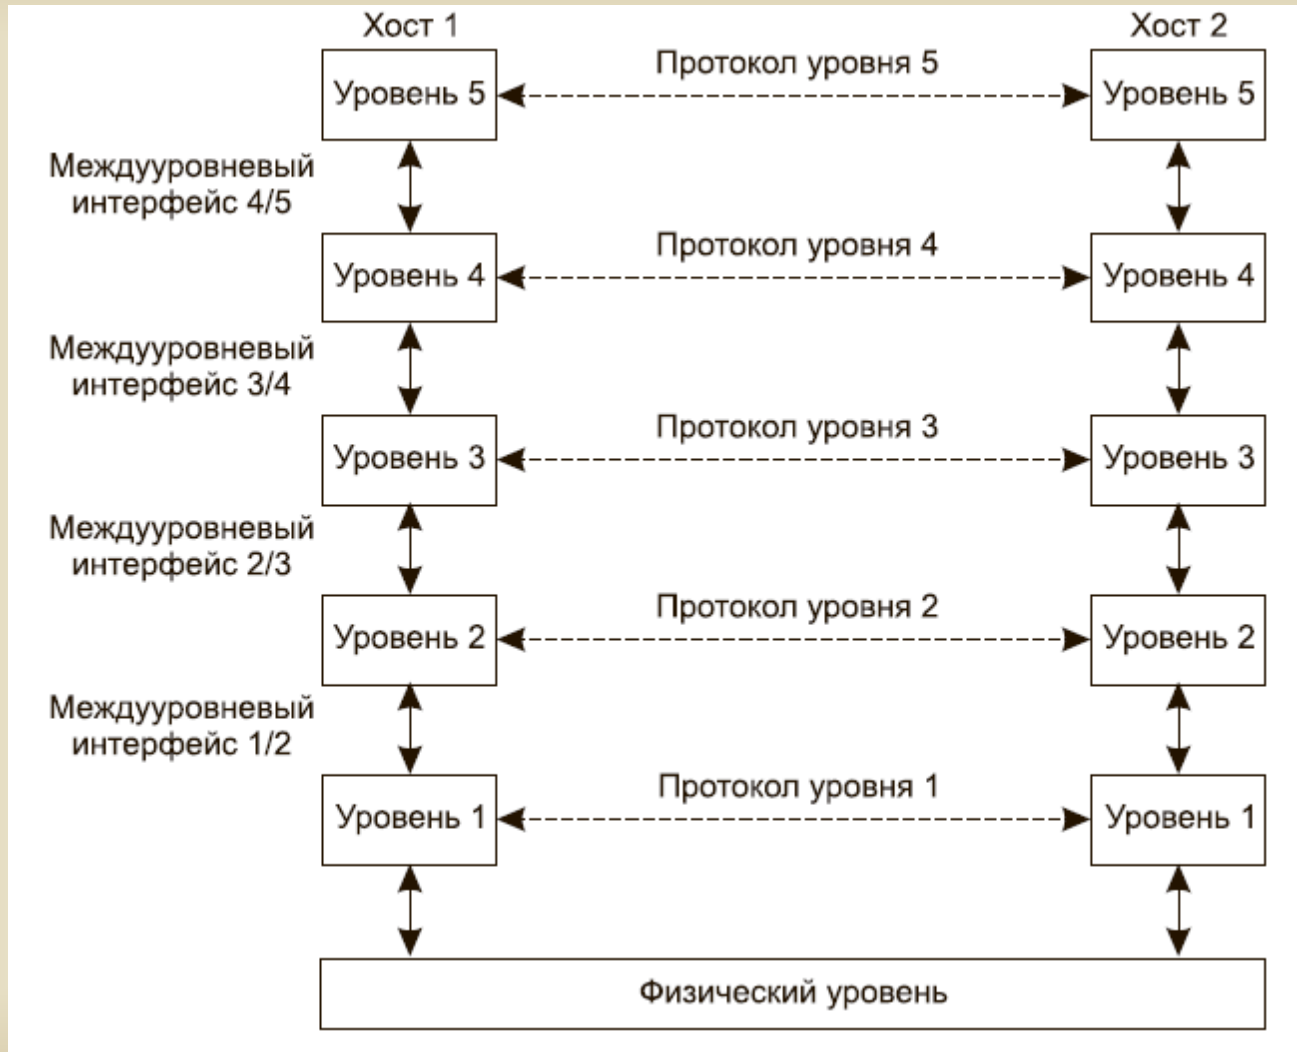 Хост 1
Хост 2
Уровень 5
Протокол уровня 5
Уровень 5
Междууровневый
интерфейс 4/5
Уровень 4
Протокол уровня 4
Уровень 4
Междууровневый
интерфейс 3/4
Уровень 3
Протокол уровня 3
Уровень 3
Междууровневый
интерфейс 2/3
Уровень 2
Протокол уровня 2
Уровень 2
Междууровневый
интерфейс 1/2
Уровень 1
Протокол уровня 1
Уровень 1
Физический уровень